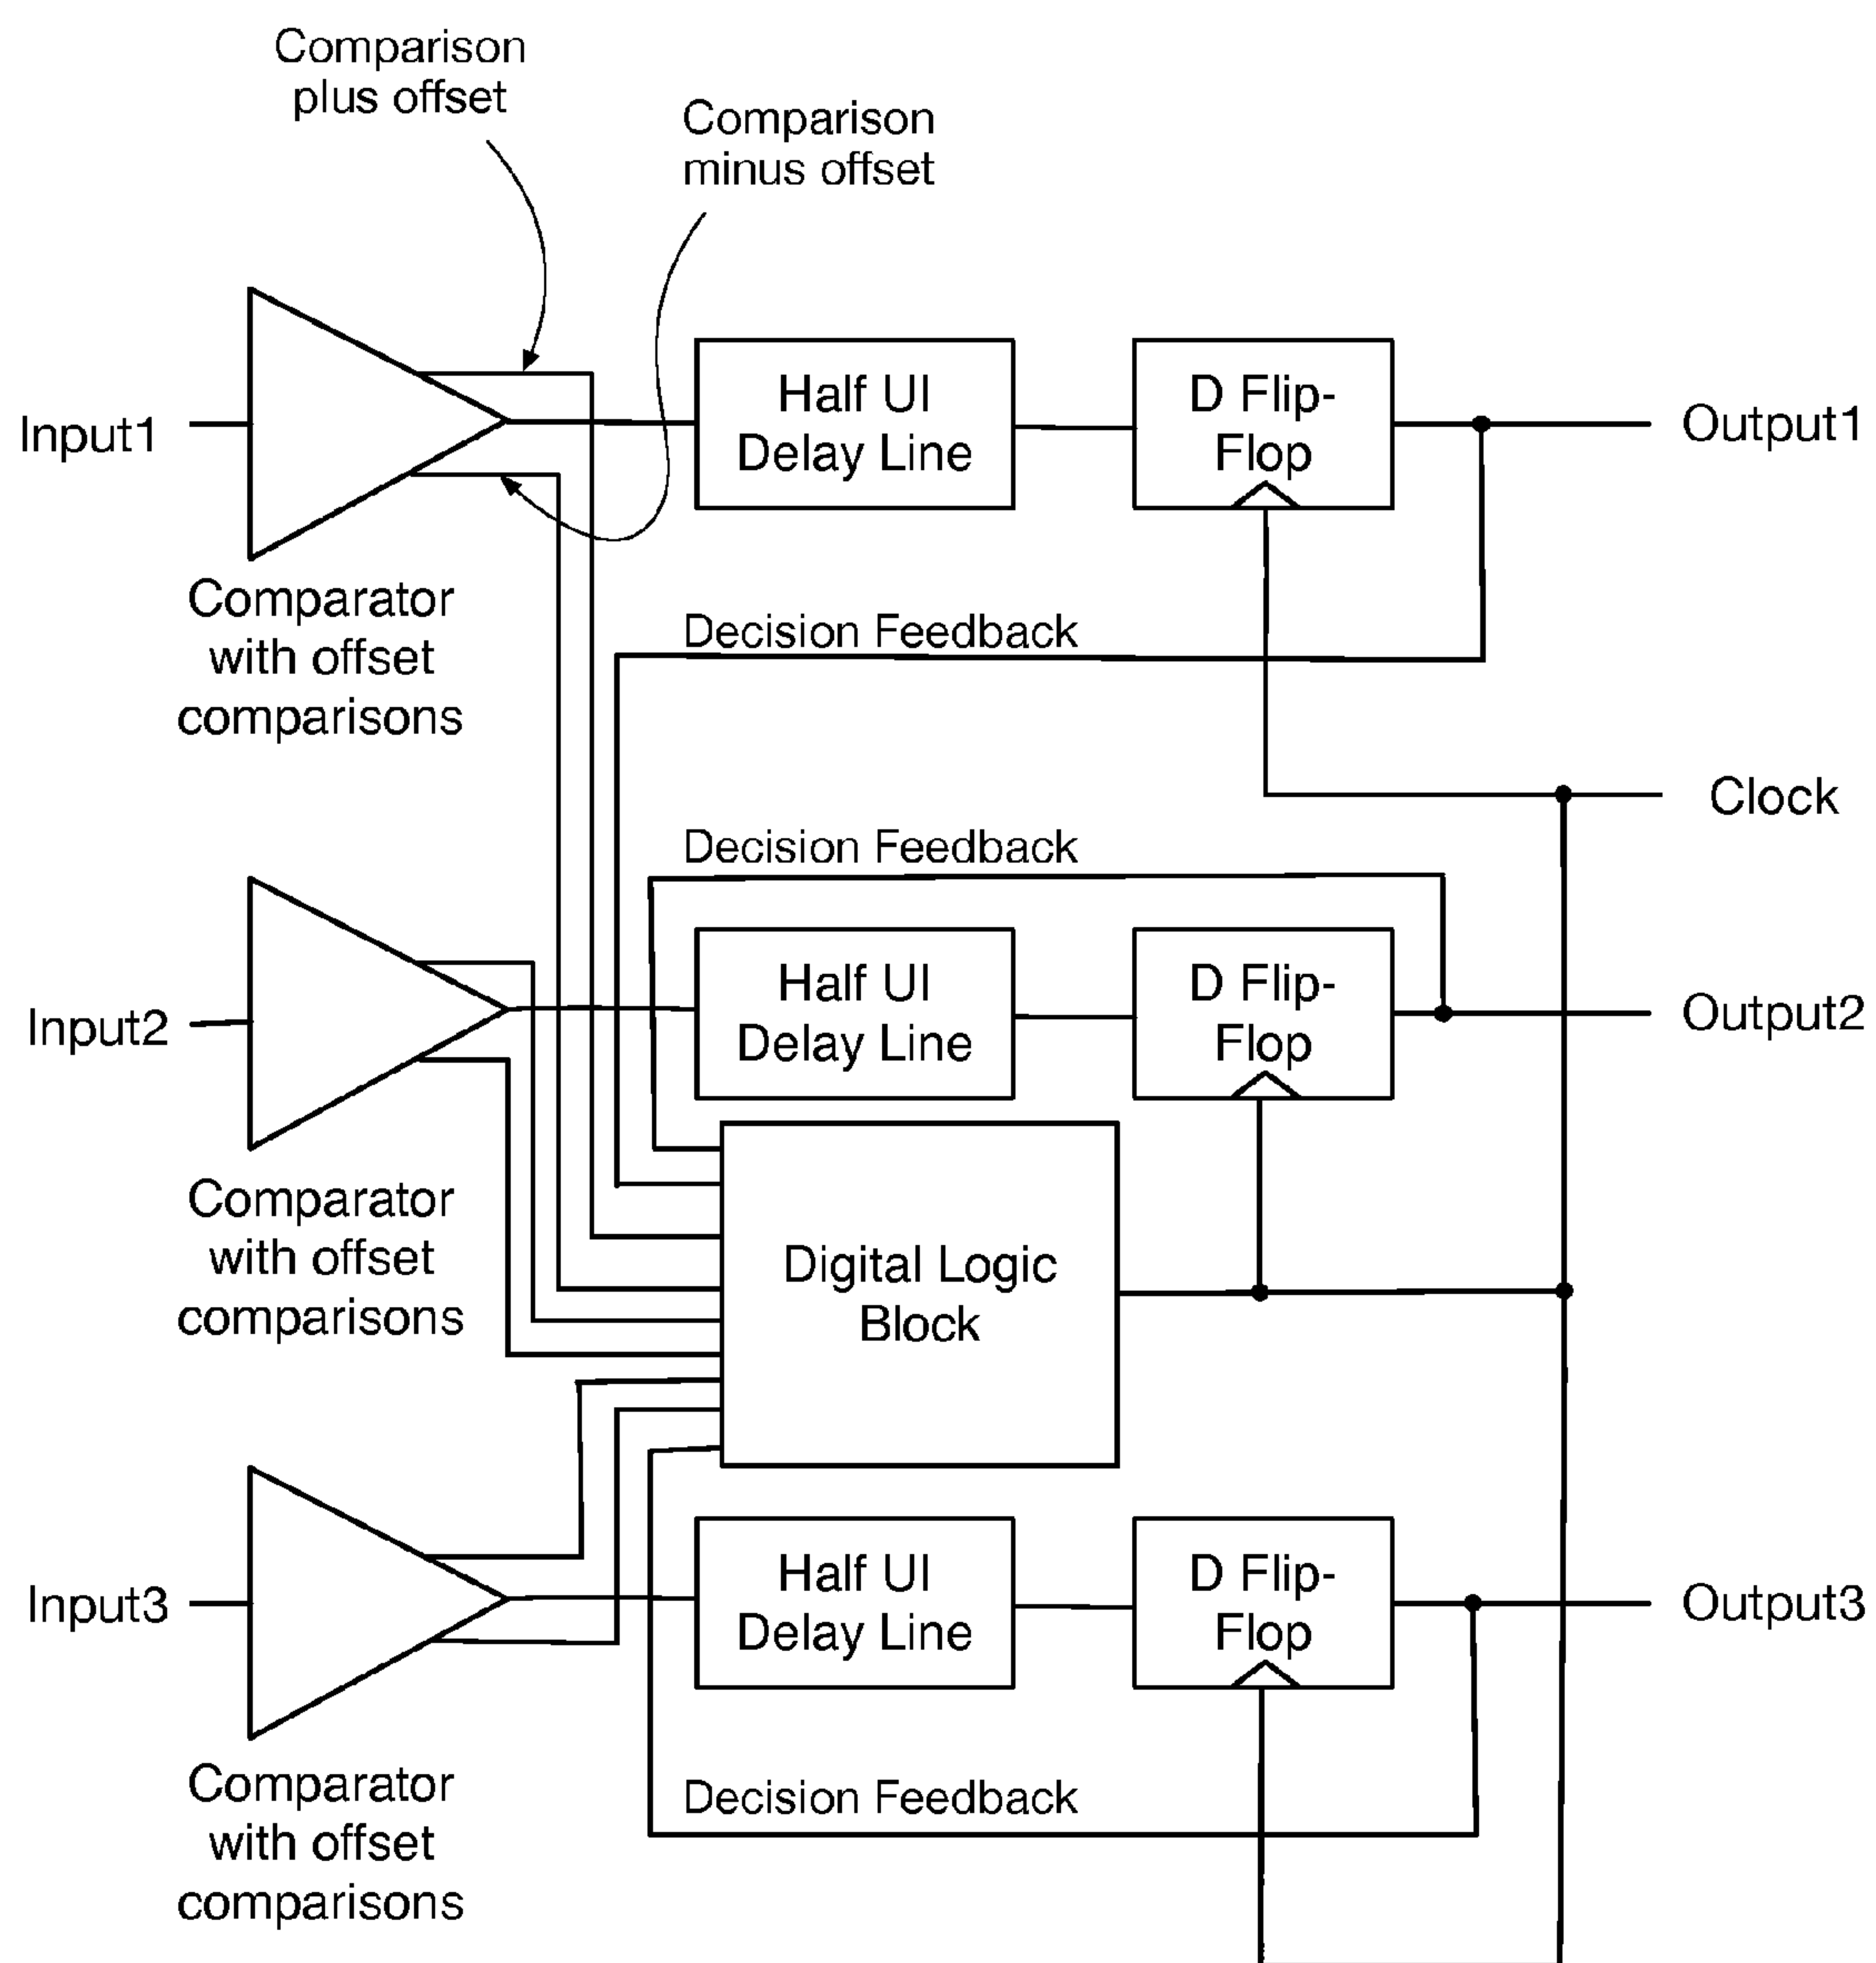 Comparison
plus offset
Comparison
minus offset
Input1
Half UI
Delay Line
D Flip-
Flop
Output1
Comparator
with offset
comparisons
Decision Feedback
Clock
Decision Feedback
Input2
Half UI
Delay Line
D Flip-
Flop
Output2
Comparator
with offset
comparisons
Digital Logic
Block
Input3
Half UI
Delay Line
D Flip-
Flop
Output3
Comparator
with offset
comparisons
Decision Feedback